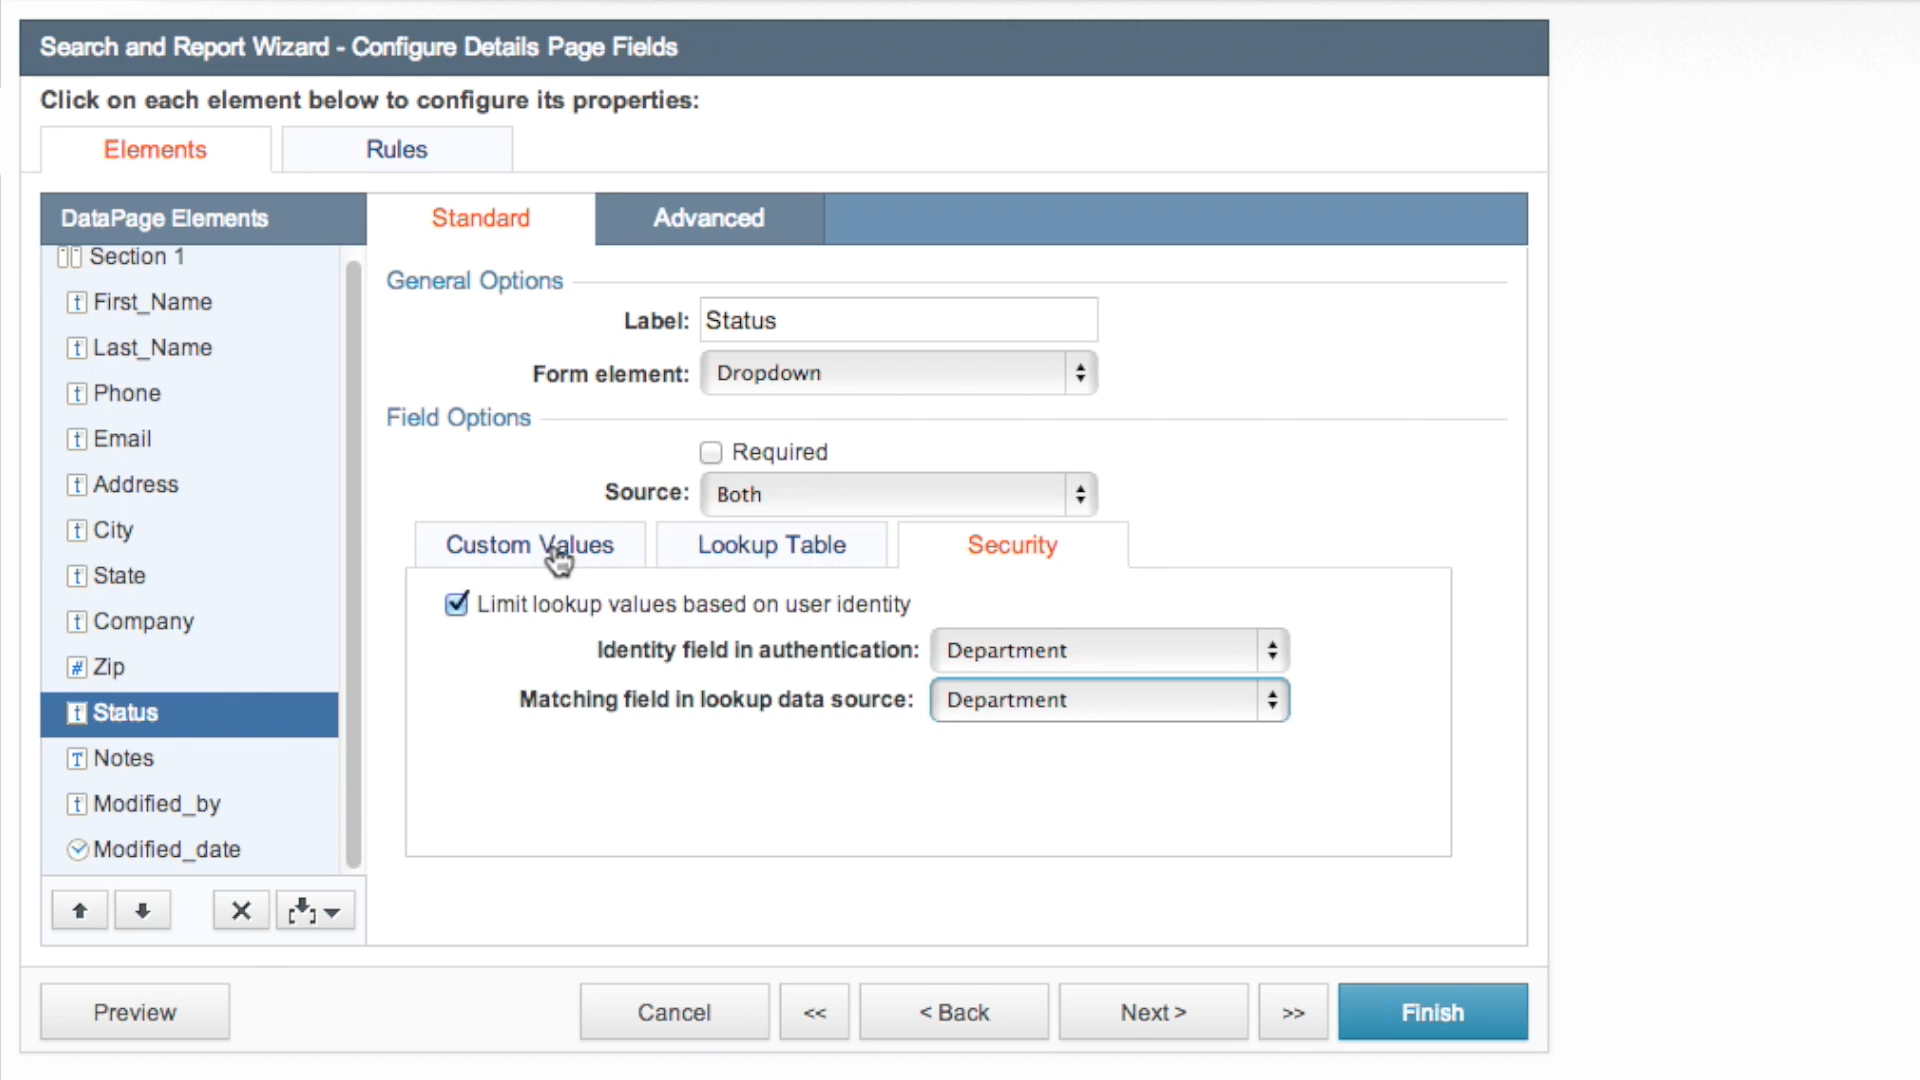 Search and Report Wizard - Configure Details Page Fields
Click on each element below to configure its properties:
Elements
Rules
DataPage Elements
Standard
Advanced
Section 1
First_Name
Last_Name
Phone
Email
Address
City
State
Company
Zip
Status
Notes
Modified_by
Modified_date
General Options
Label: Status
Form element: Dropdown
Field Options
Required
Source: Both
Custom Values
Lookup Table
Security
Limit lookup values based on user identity
Identity field in authentication: Department
Matching field in lookup data source: Department
Preview
Cancel
<<
< Back
Next >
>>
Finish